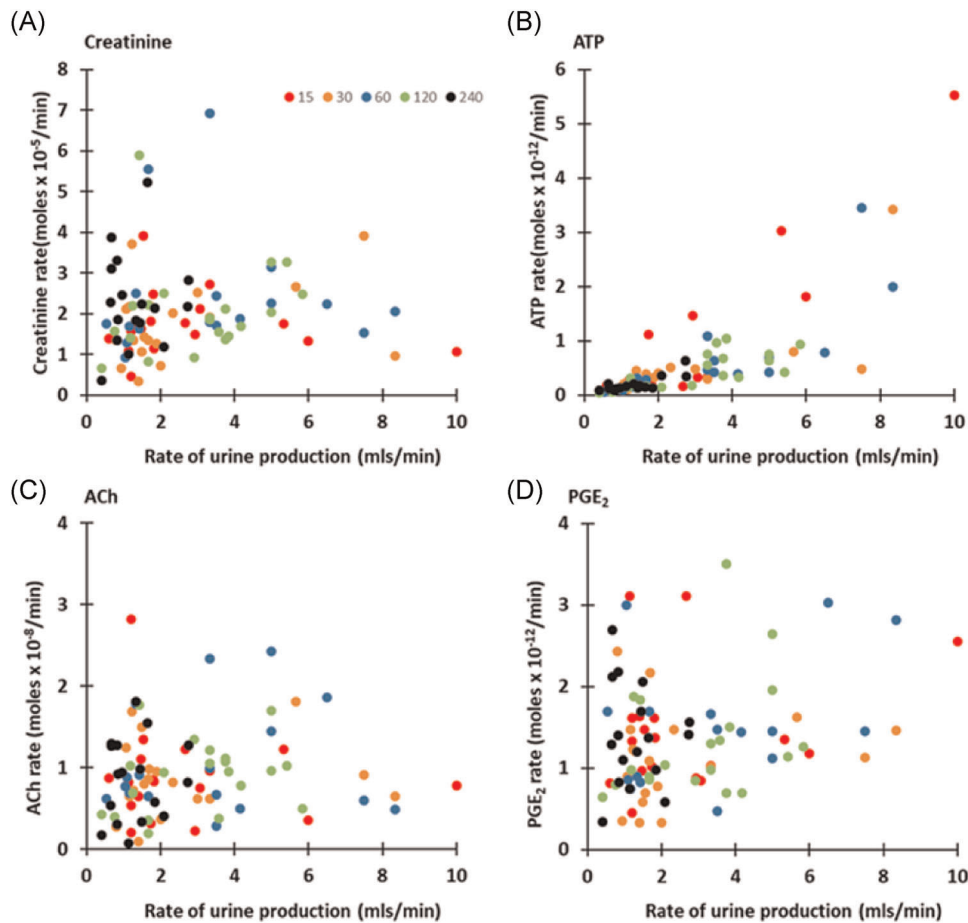 (A)
Creatinine
8
7
6
5
4
3
2
1
0
Creatinine rate(moles x 10⁻⁵/min)
15 30 60 120 240
0 2 4 6 8 10
Rate of urine production (mls/min)
(B)
ATP
6
5
4
3
2
1
0
ATP rate(moles x 10⁻¹²/min)
0 2 4 6 8 10
Rate of urine production (mls/min)
(C)
ACh
4
3
2
1
0
ACh rate (moles x 10⁻⁸/min)
0 2 4 6 8 10
Rate of urine production (mls/min)
(D)
PGE₂
4
3
2
1
0
PGE₂ rate (moles x 10⁻¹²/min)
0 2 4 6 8 10
Rate of urine production (mls/min)